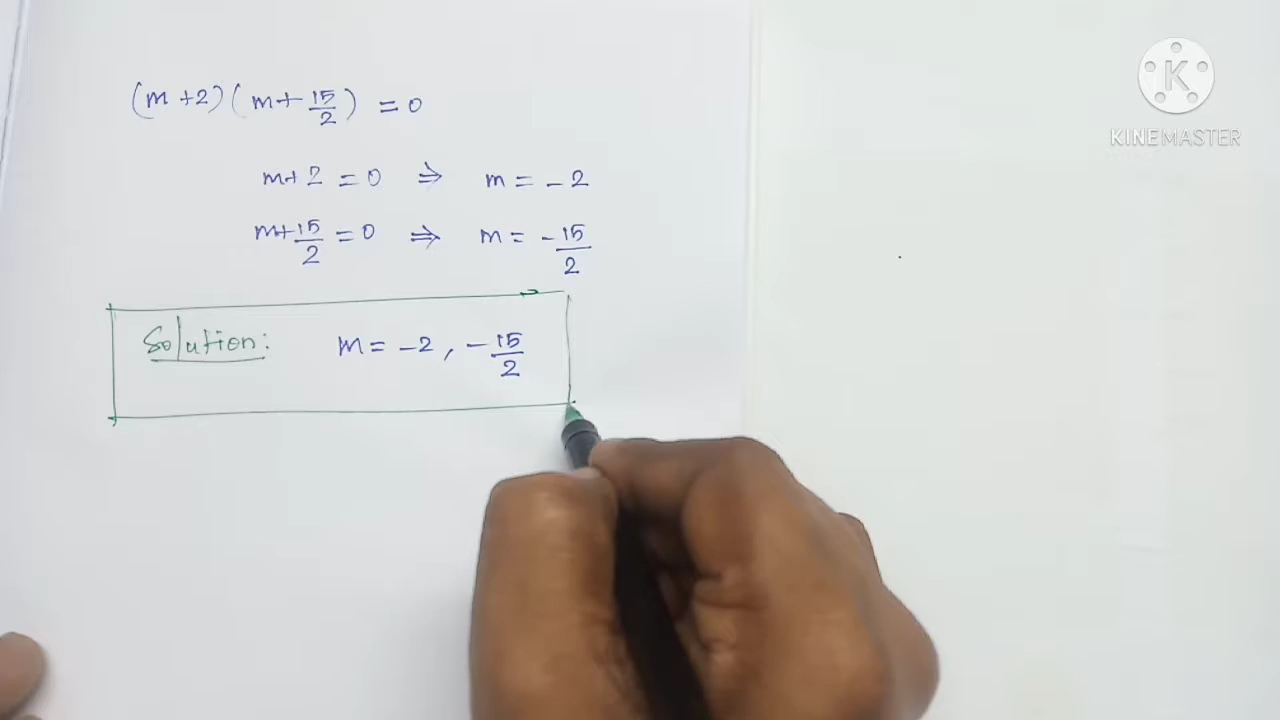 (m+2)(m+15/2) = 0
m+2 = 0 ⇒ m = -2
m+15/2 = 0 ⇒ m = -15/2
Solution: m = -2, -15/2
K
KINEMASTER